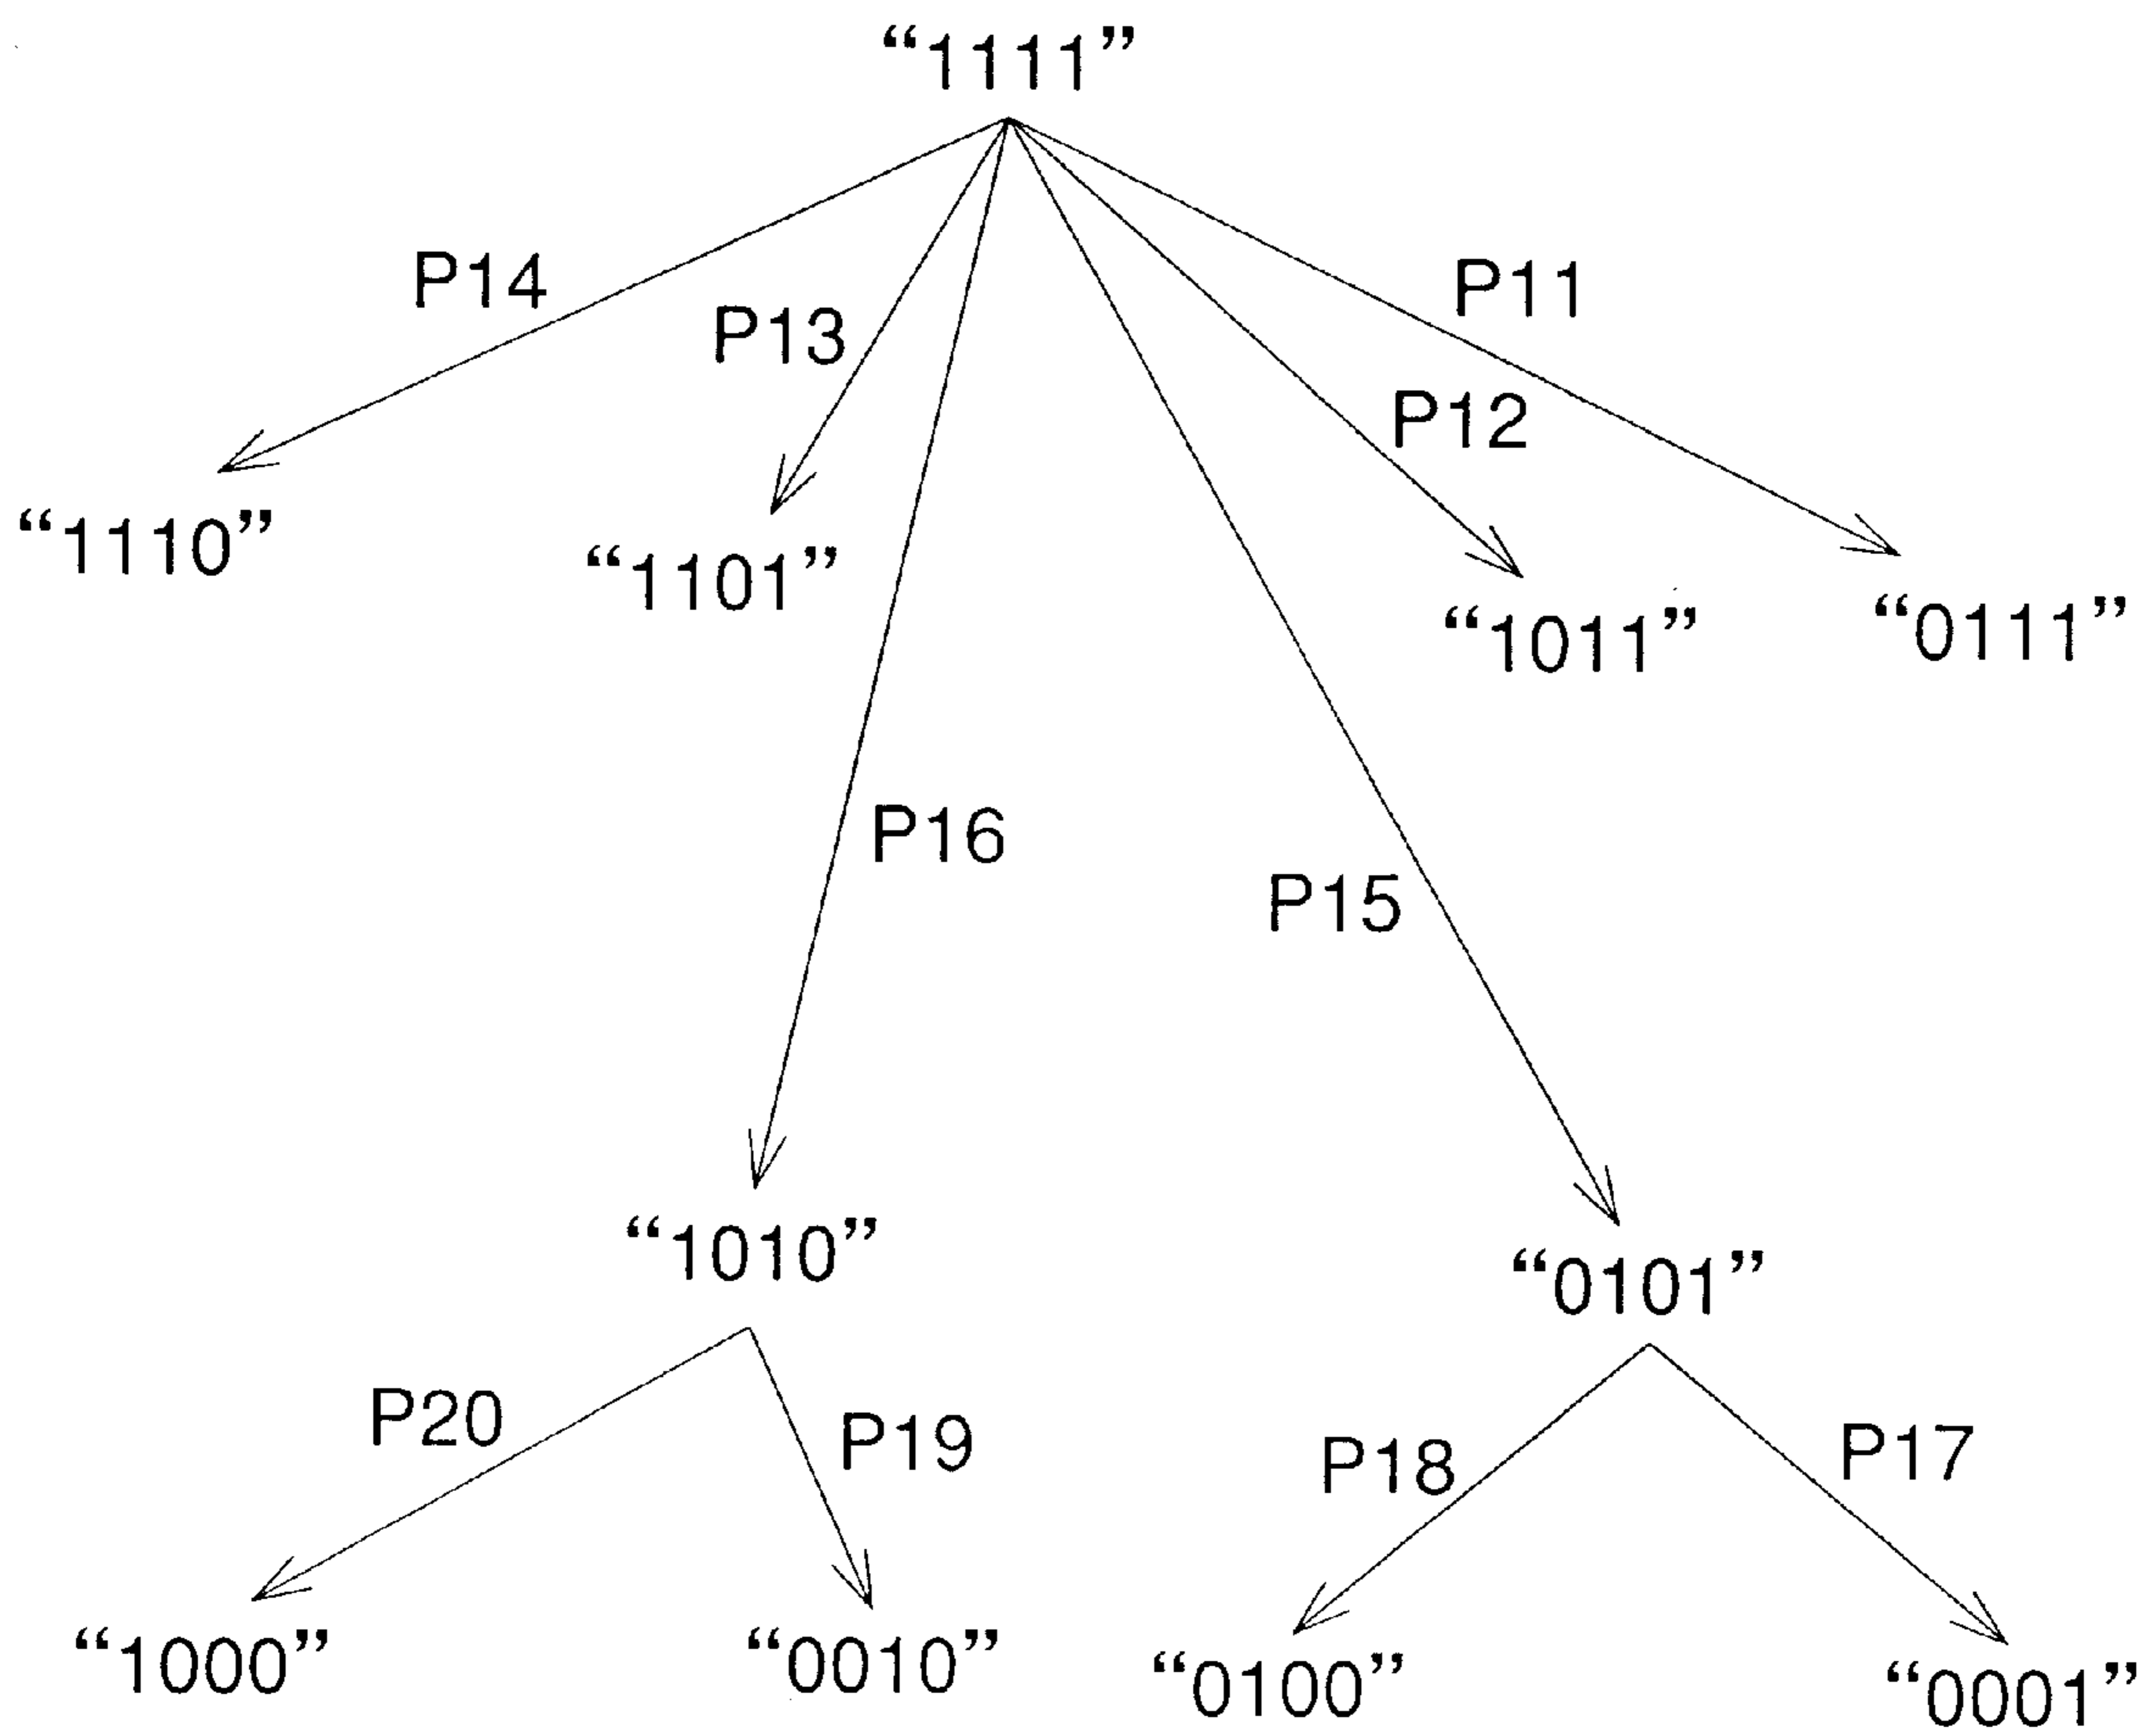 “1111”
P14
P13
P11
P12
“1110”
“1101”
“1011”
“0111”
P16
P15
“1010”
“0101”
P20
P19
P18
P17
“1000”
“0010”
“0100”
“0001”